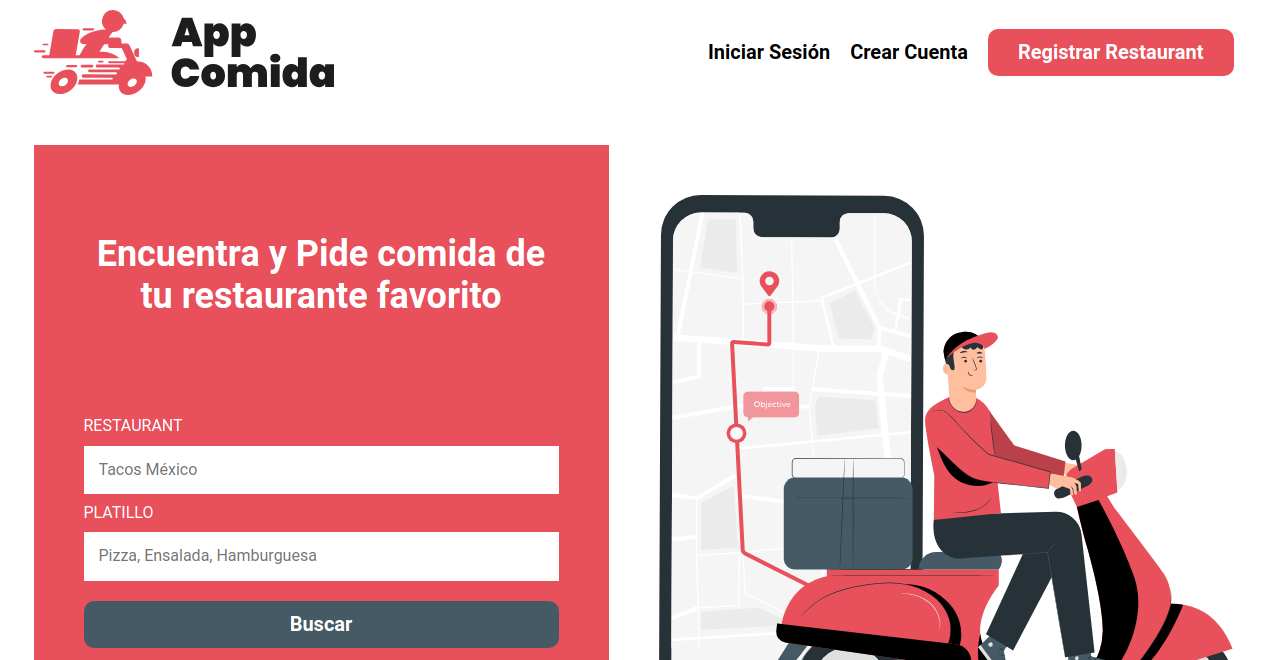 App
Comida
Iniciar Sesión
Crear Cuenta
Registrar Restaurant
Encuentra y Pide comida de
tu restaurante favorito
RESTAURANT
Tacos México
PLATILLO
Pizza, Ensalada, Hamburguesa
Buscar
Objective